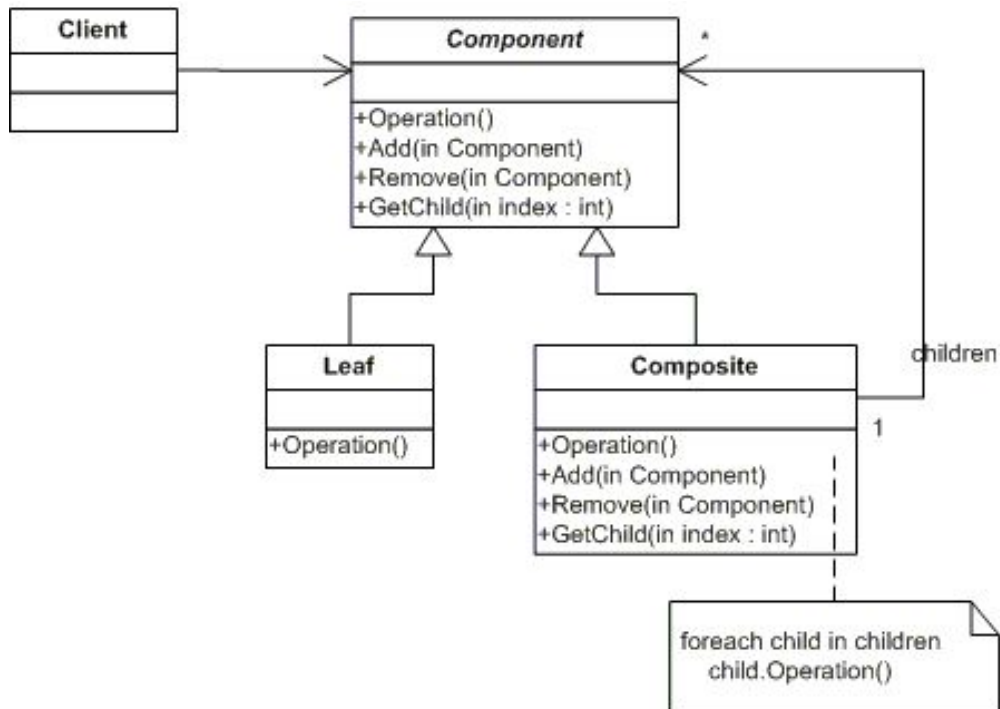 Client
Component
*
+Operation()
+Add(in Component)
+Remove(in Component)
+GetChild(in index : int)
children
Leaf
+Operation()
Composite
1
+Operation()
+Add(in Component)
+Remove(in Component)
+GetChild(in index : int)
foreach child in children
child.Operation()